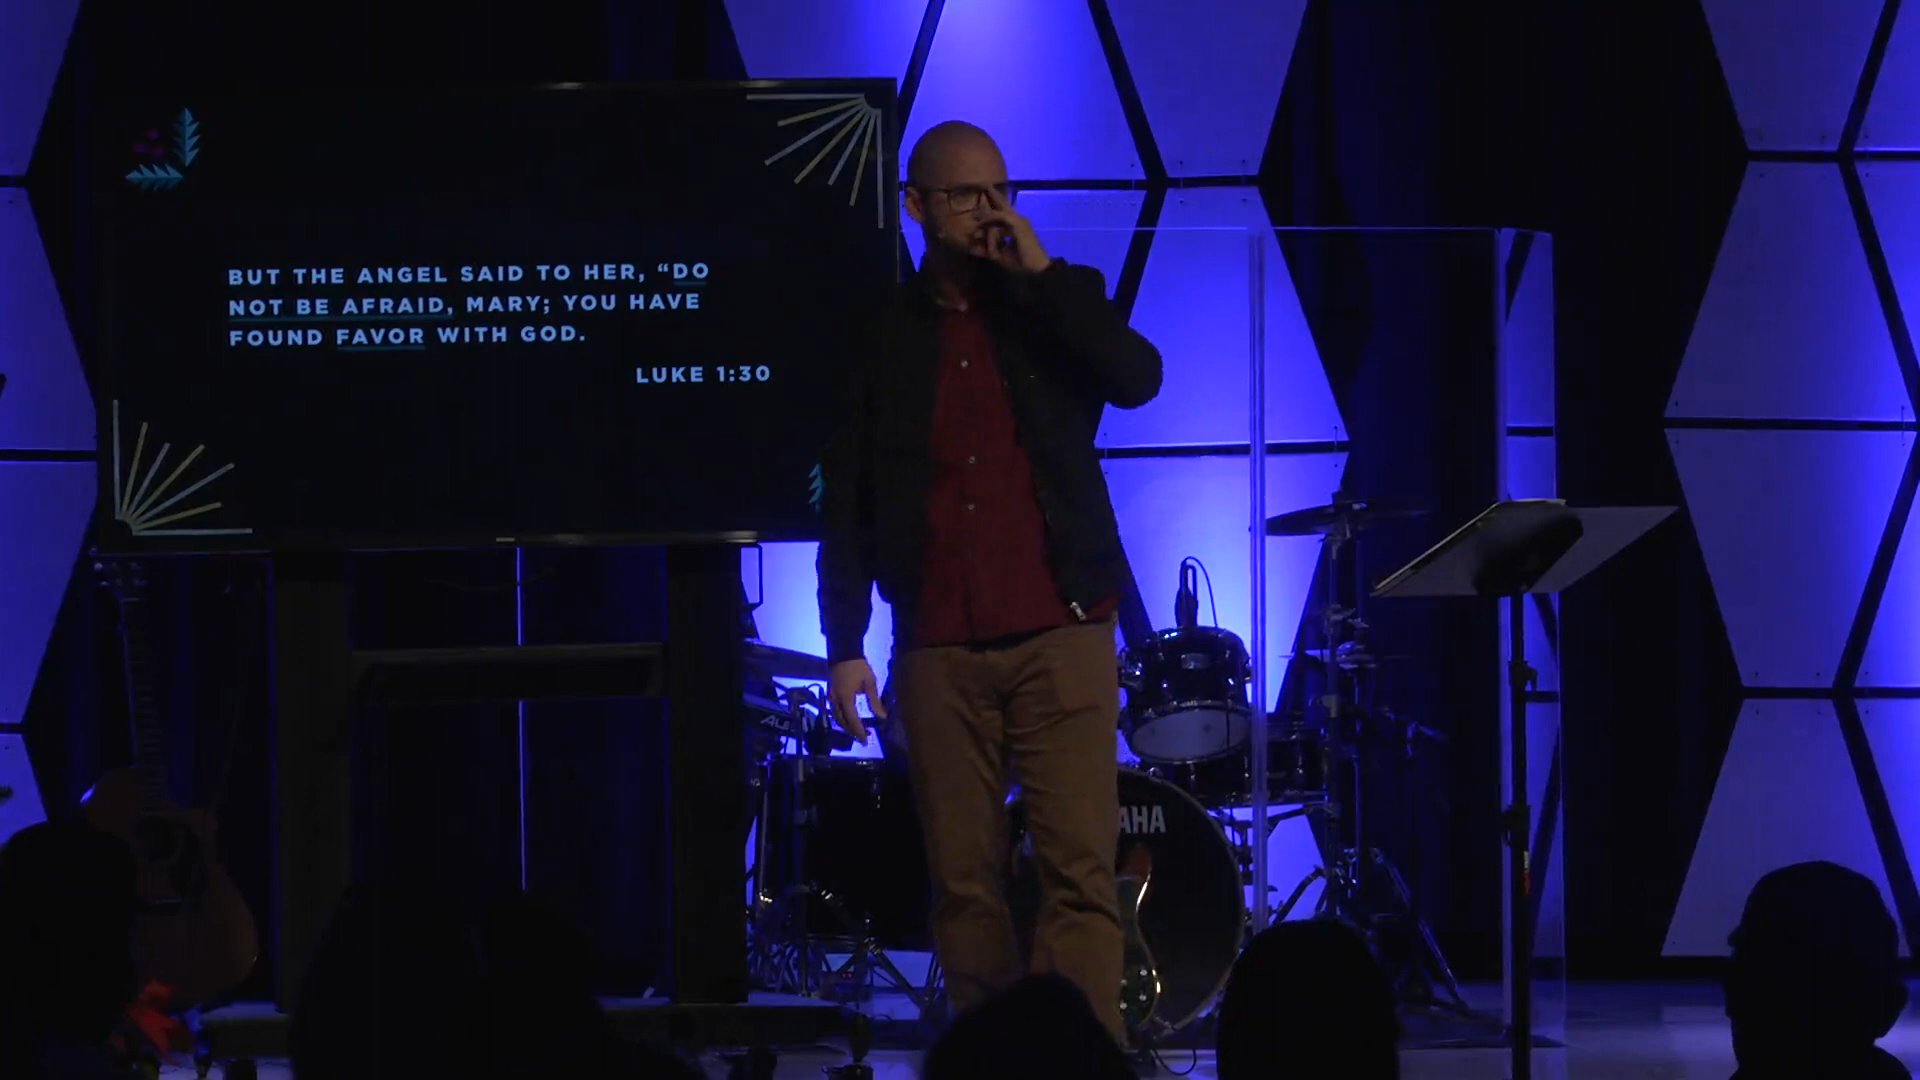 BUT THE ANGEL SAID TO HER, “DO
NOT BE AFRAID, MARY; YOU HAVE
FOUND FAVOR WITH GOD.
LUKE 1:30
AHA